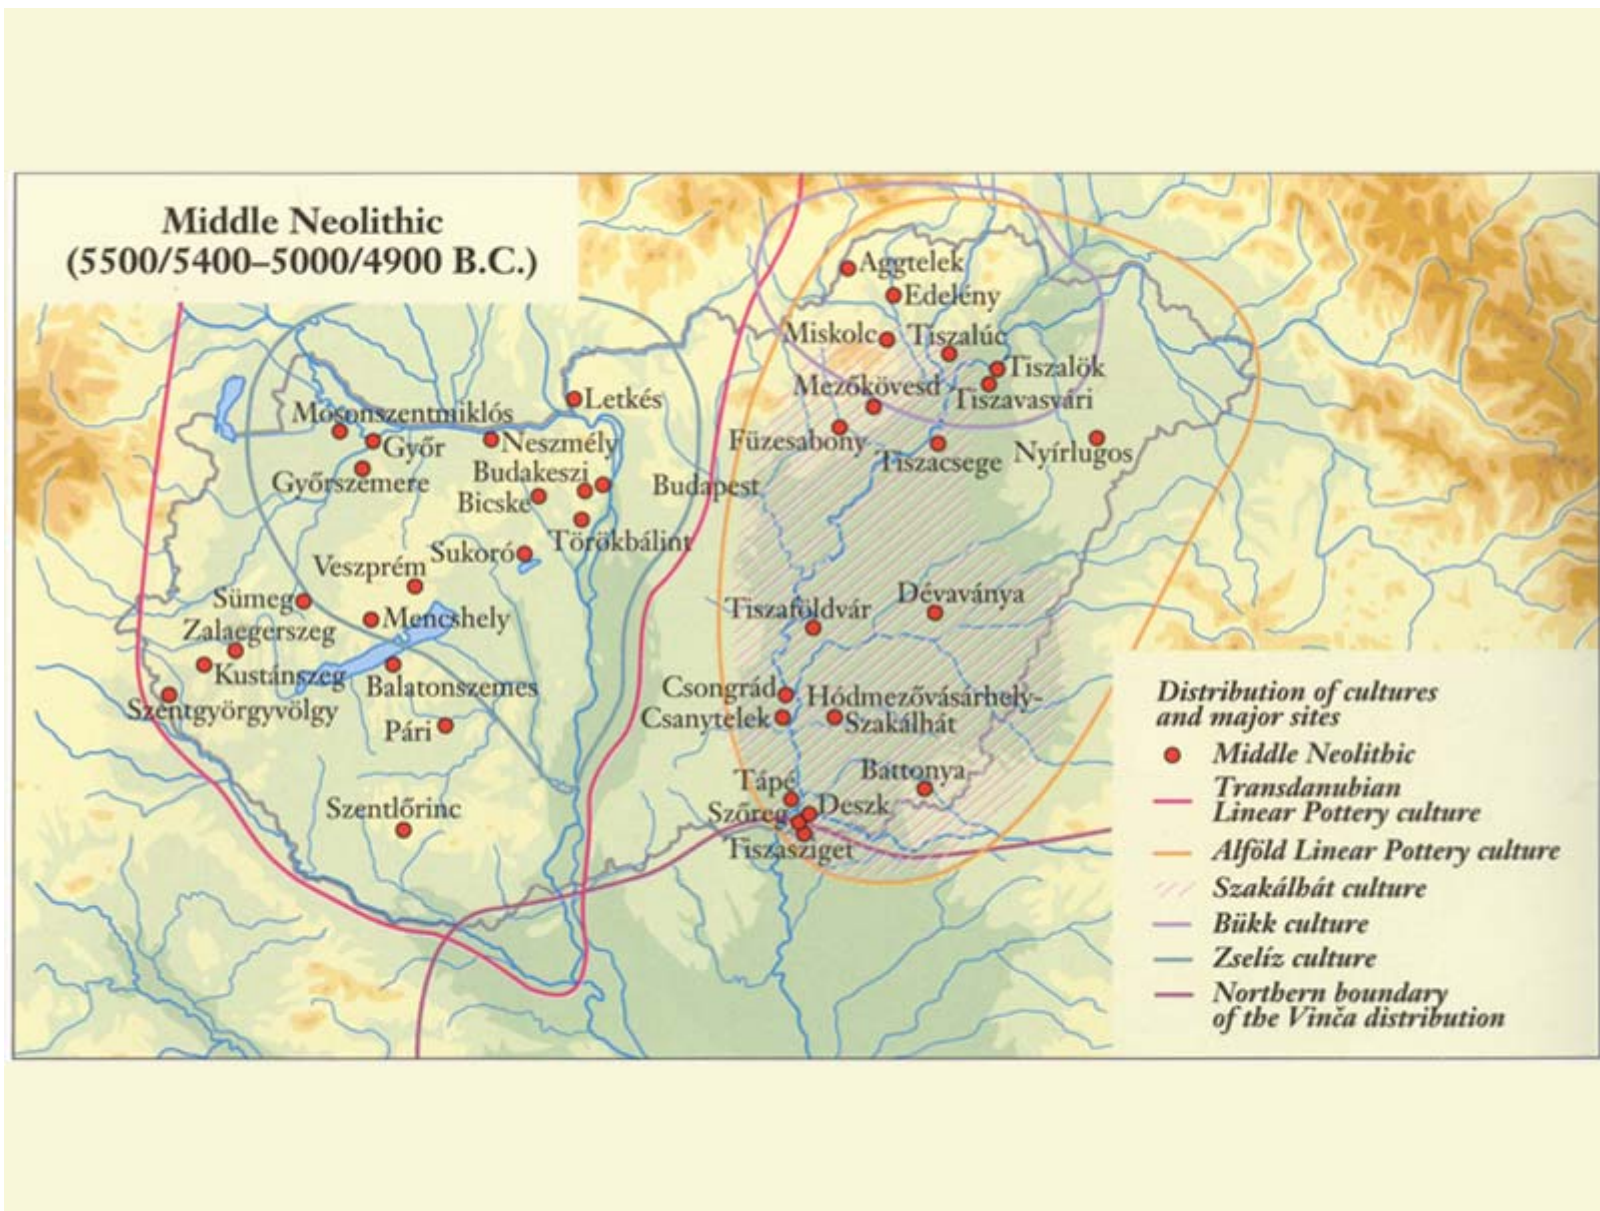 Middle Neolithic
(5500/5400–5000/4900 B.C.)
Aggtelek
Edelény
Miskolc
Tiszalúc
Tiszalök
Mezőkövesd
Tiszavasvári
Letkés
Mosonszentmiklós
Győr
Neszmély
Füzesabony
Tiszacsege
Nyírlugos
Győrszemere
Budakeszi
Budapest
Bicske
Törökbálint
Sukoró
Veszprém
Sümeg
Mencshely
Tiszaföldvár
Dévaványa
Zalaegerszeg
Kustánszeg
Balatonszemes
Szentgyörgyvölgy
Pári
Csongrád
Csanytelek
Hódmezővásárhely-
Szakálhát
Battonya
Tápé
Szőreg
Deszk
Tiszasziget
Szentlőrinc
Distribution of cultures
and major sites
Middle Neolithic
Transdanubian
Linear Pottery culture
Alföld Linear Pottery culture
Szakálhát culture
Bükk culture
Zselíz culture
Northern boundary
of the Vinča distribution